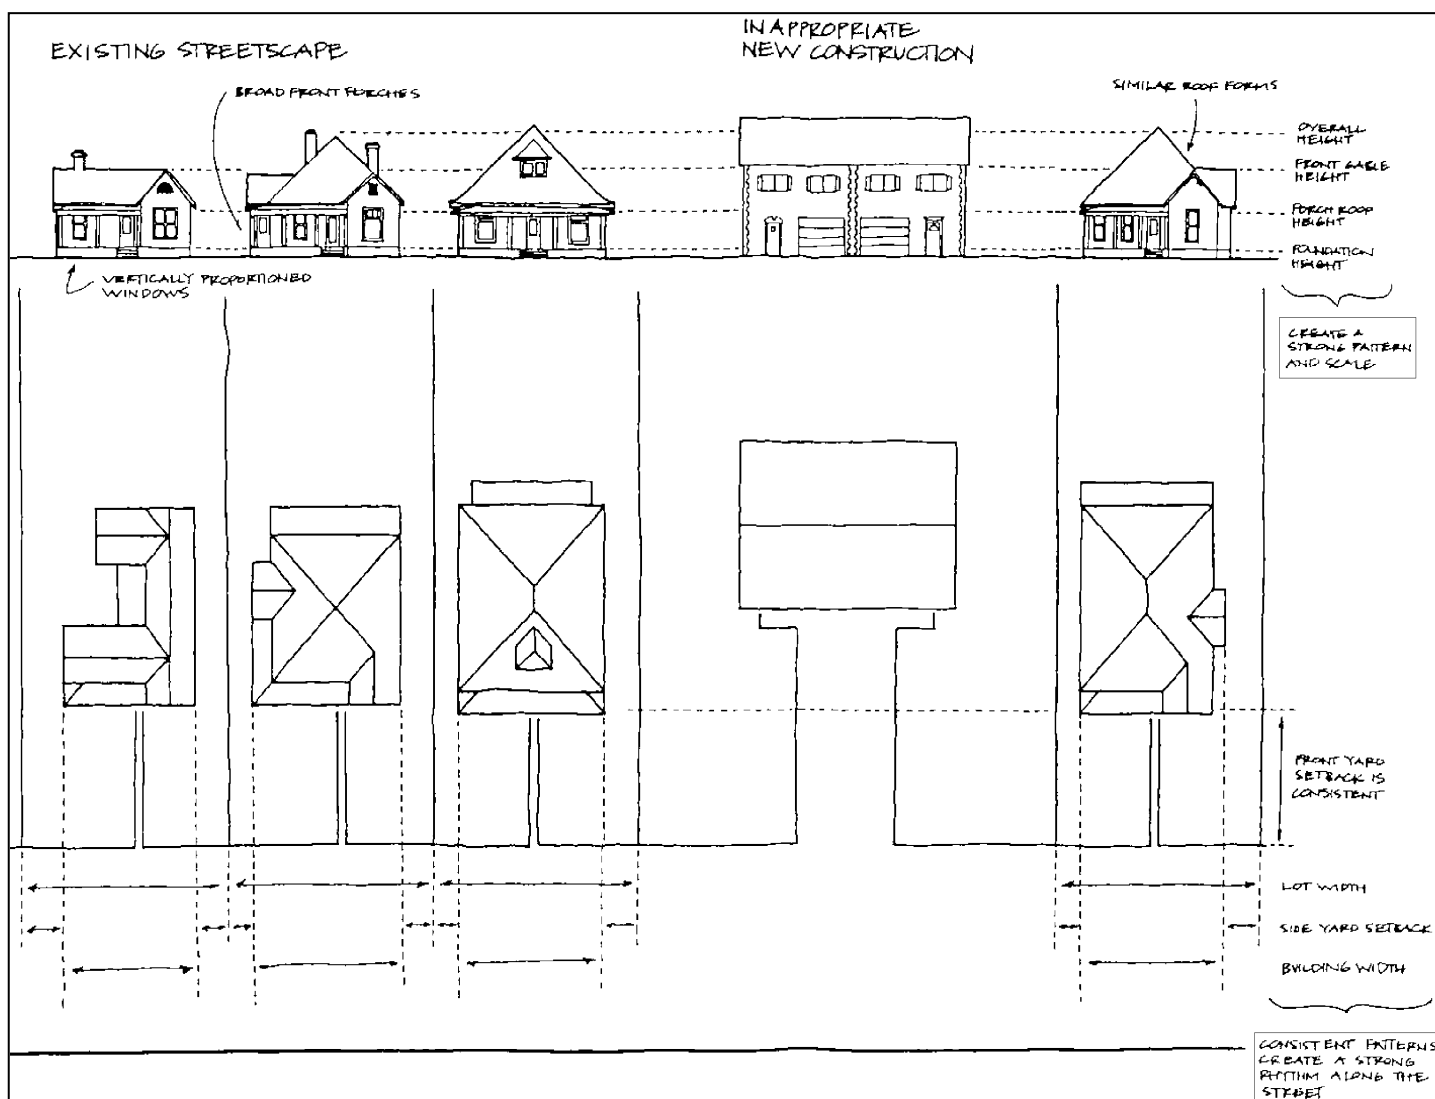 EXISTING STREETSCAPE
INAPPROPRIATE
NEW CONSTRUCTION
BROAD FRONT PORCHES
SIMILAR ROOF FORMS
OVERALL
HEIGHT
FRONT GABLE
HEIGHT
PORCH ROOF
HEIGHT
FOUNDATION
HEIGHT
VERTICALLY PROPORTIONED
WINDOWS
CREATE A
STRONG PATTERN
AND SCALE
FRONT YARD
SETBACK IS
CONSISTENT
LOT WIDTH
SIDE YARD SETBACK
BUILDING WIDTH
CONSISTENT PATTERNS
CREATE A STRONG
RHYTHM ALONG THE
STREET